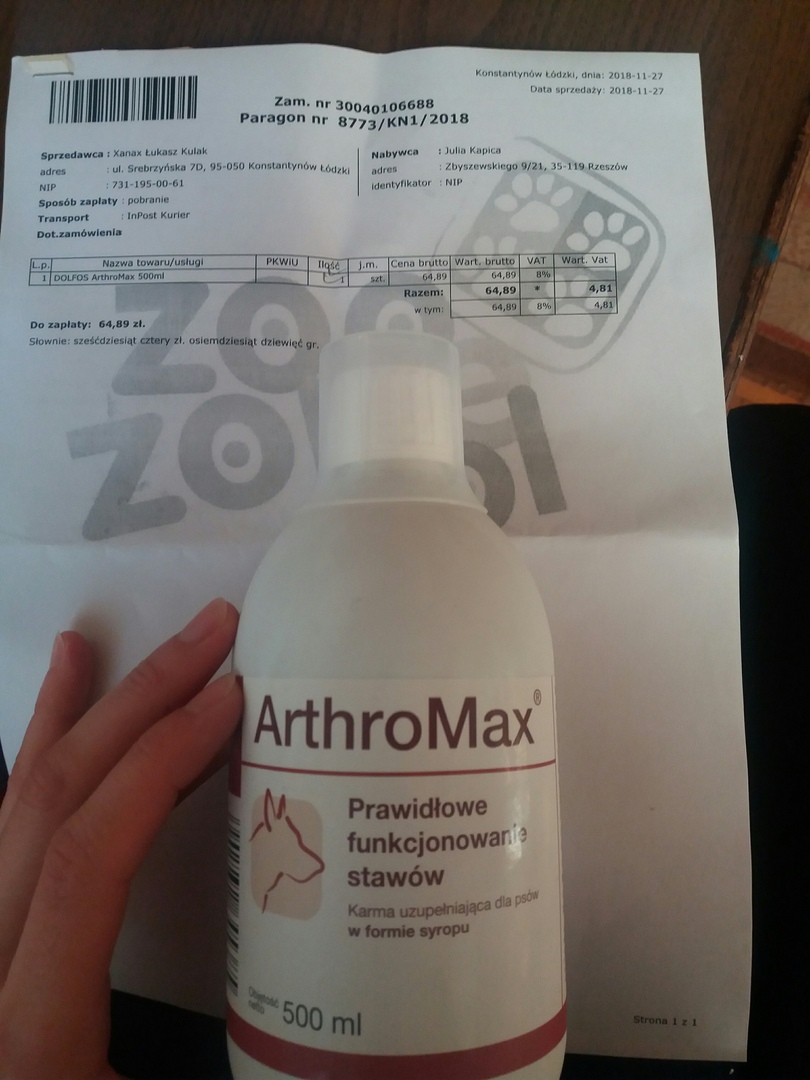 Konstantynów Łódzki, dnia: 2018-11-27
Data sprzedaży: 2018-11-27
Zam. nr 30040106688
Paragon nr 8773/KN1/2018
Sprzedawca : Xanax Łukasz Kulak
adres : ul. Srebrzyńska 7D, 95-050 Konstantynów Łódzki
NIP : 731-195-00-61
Sposób zapłaty : pobranie
Transport : InPost Kurier
Dot.zamówienia
Nabywca : Julia Kapica
adres : Zbyszewskiego 9/21, 35-119 Rzeszów
identyfikator : NIP
L.p. Nazwa towaru/usługi PKWiU Ilość j.m. Cena brutto Wart. brutto VAT Wart. Vat
1 DOLFOS ArthroMax 500ml 1 szt. 64,89 64,89 8%
Razem: 64,89 * 4,81
w tym: 64,89 8% 4,81
Do zapłaty: 64,89 zł.
Słownie: sześćdziesiąt cztery zł. osiemdziesiąt dziewięć gr.
ArthroMax®
Prawidłowe
funkcjonowanie
stawów
Karma uzupełniająca dla psów
w formie syropu
Objętość
netto
500 ml
Strona 1 z 1